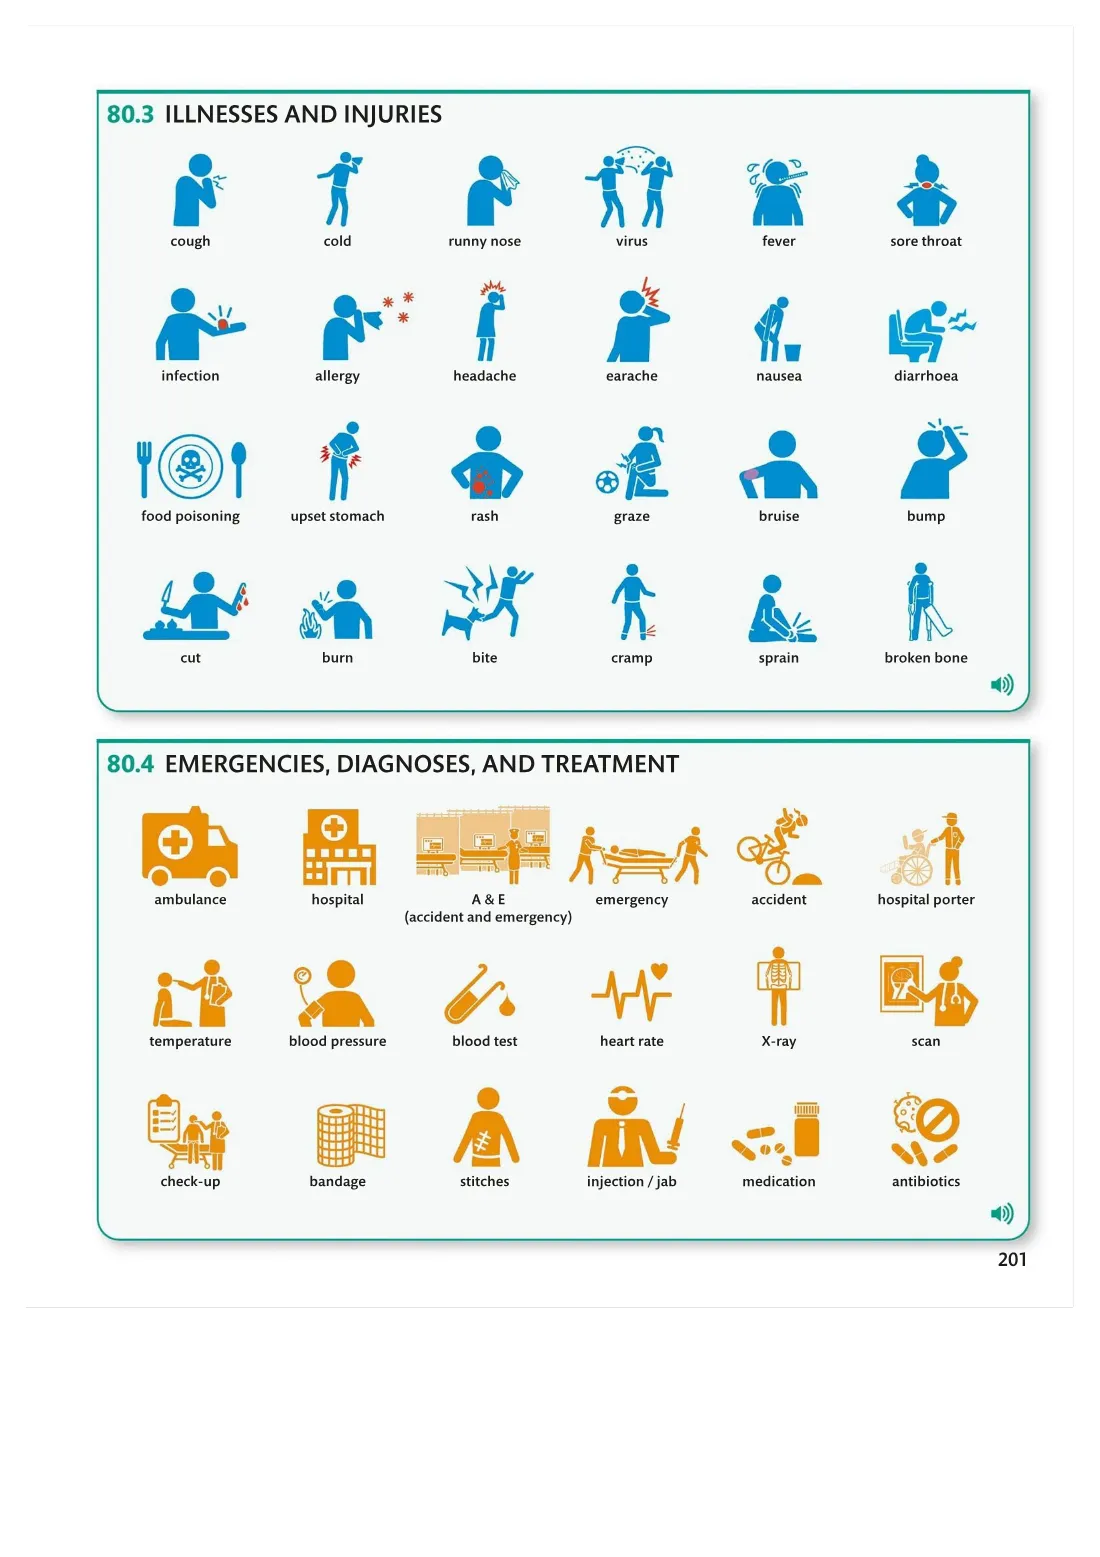 80.3 ILLNESSES AND INJURIES
cough
cold
runny nose
virus
fever
sore throat
infection
allergy
headache
earache
nausea
diarrhoea
food poisoning
upset stomach
rash
graze
bruise
bump
cut
burn
bite
cramp
sprain
broken bone
80.4 EMERGENCIES, DIAGNOSES, AND TREATMENT
ambulance
hospital
A & E
(accident and emergency)
emergency
accident
hospital porter
temperature
blood pressure
blood test
heart rate
X-ray
scan
check-up
bandage
stitches
injection / jab
medication
antibiotics
201